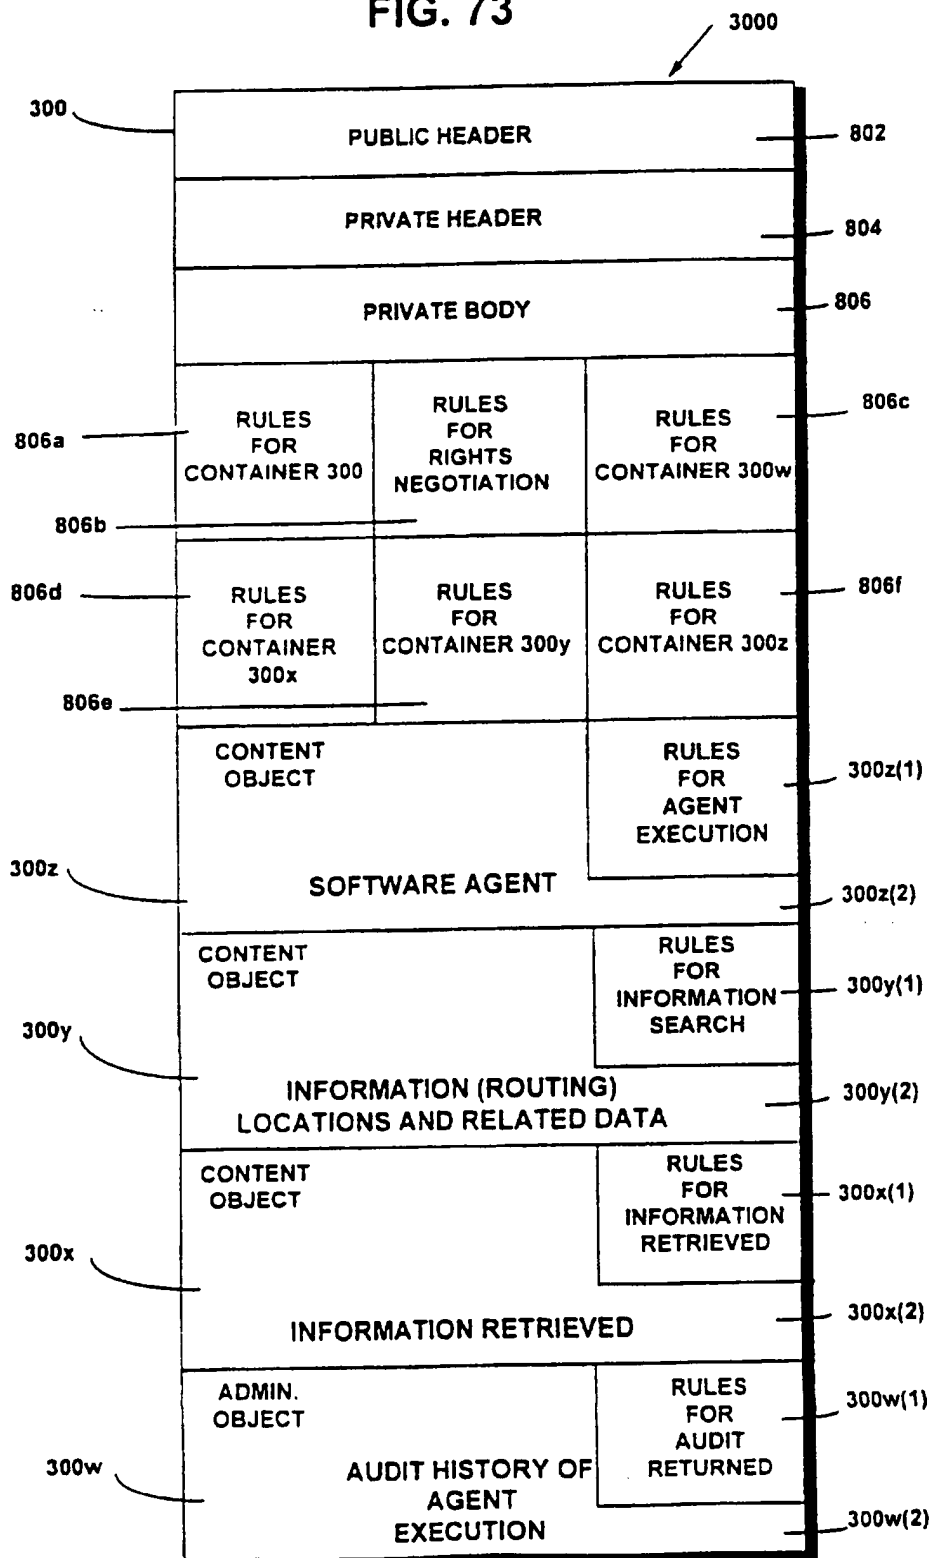 FIG. 73
3000
300
PUBLIC HEADER
802
PRIVATE HEADER
804
PRIVATE BODY
806
806a
RULES
FOR
CONTAINER 300
806b
RULES
FOR
RIGHTS
NEGOTIATION
RULES
FOR
CONTAINER 300w
806c
806d
RULES
FOR
CONTAINER
300x
806e
RULES
FOR
CONTAINER 300y
RULES
FOR
CONTAINER 300z
806f
CONTENT
OBJECT
RULES
FOR
AGENT
EXECUTION
300z(1)
300z
SOFTWARE AGENT
300z(2)
CONTENT
OBJECT
RULES
FOR
INFORMATION
SEARCH
300y(1)
300y
INFORMATION (ROUTING)
LOCATIONS AND RELATED DATA
300y(2)
CONTENT
OBJECT
RULES
FOR
INFORMATION
RETRIEVED
300x(1)
300x
INFORMATION RETRIEVED
300x(2)
ADMIN.
OBJECT
RULES
FOR
AUDIT
RETURNED
300w(1)
300w
AUDIT HISTORY OF
AGENT
EXECUTION
300w(2)